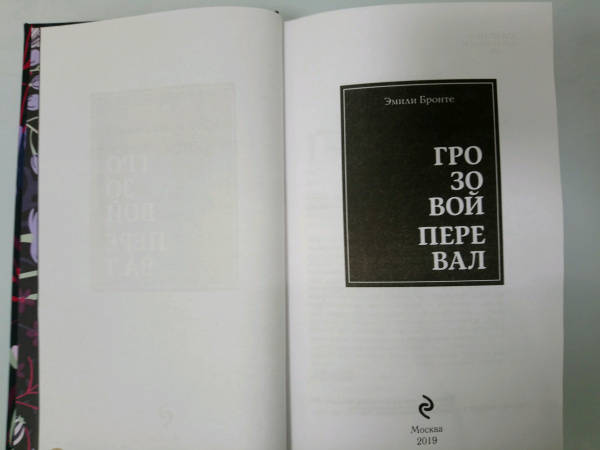 Эмили Бронте
ГРО
ЗО
ВОЙ
ПЕРЕ
ВАЛ
Москва
2019